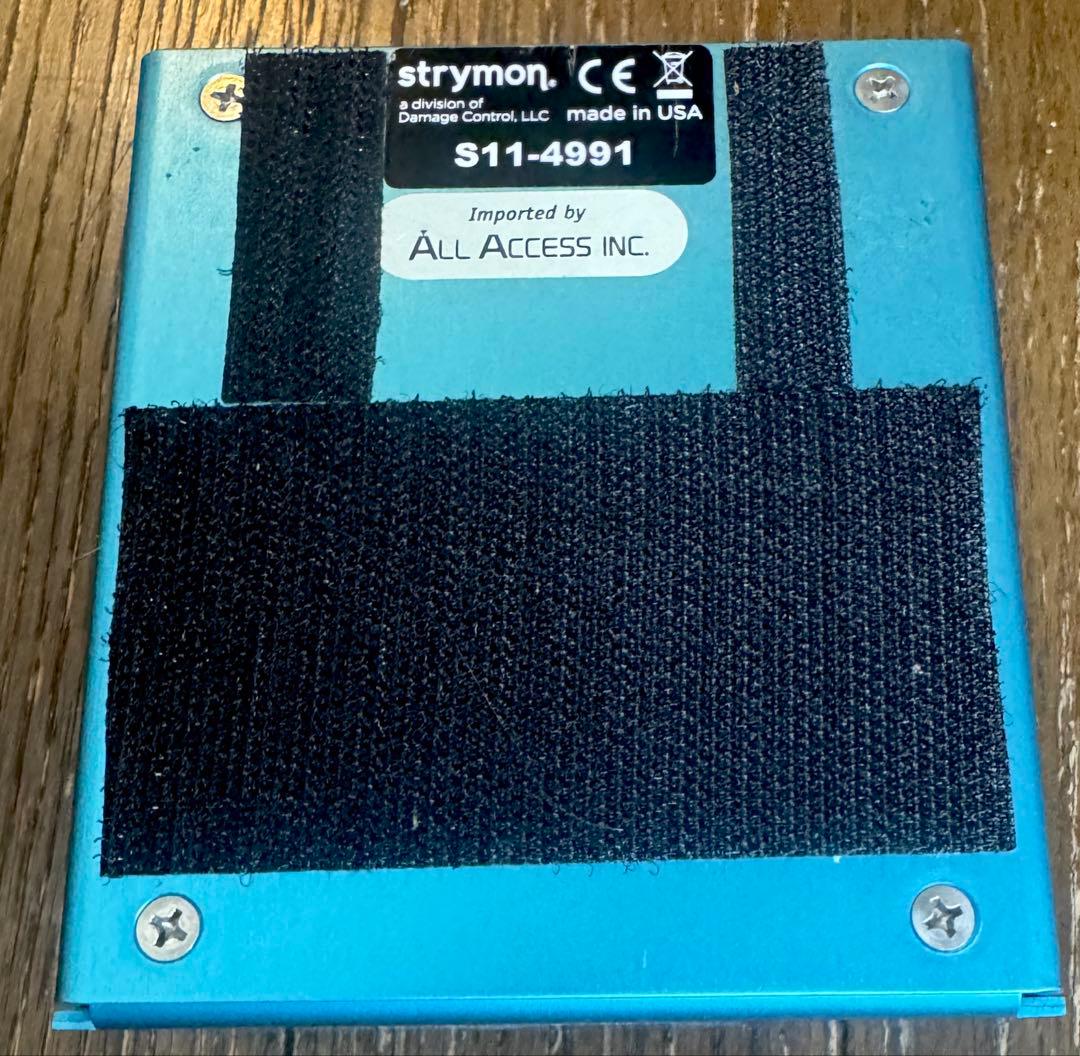 strymon. CE
a division of
Damage Control, LLC made in USA
S11-4991
Imported by
ALL ACCESS INC.